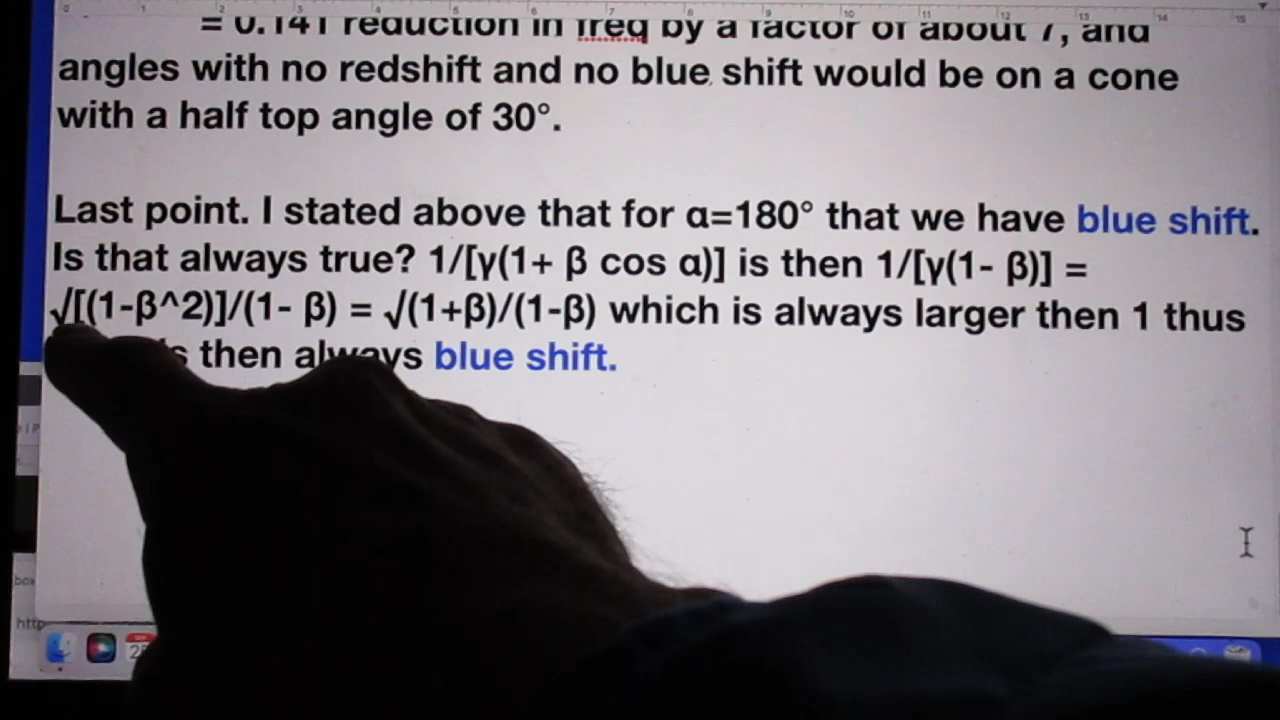 = 0.141 reduction in freq by a factor of about 7, and
angles with no redshift and no blue shift would be on a cone
with a half top angle of 30°.
Last point. I stated above that for α=180° that we have blue shift.
Is that always true? 1/[γ(1+ β cos α)] is then 1/[γ(1- β)] =
√[(1-β^2)]/(1- β) = √(1+β)/(1-β) which is always larger then 1 thus
then always blue shift.